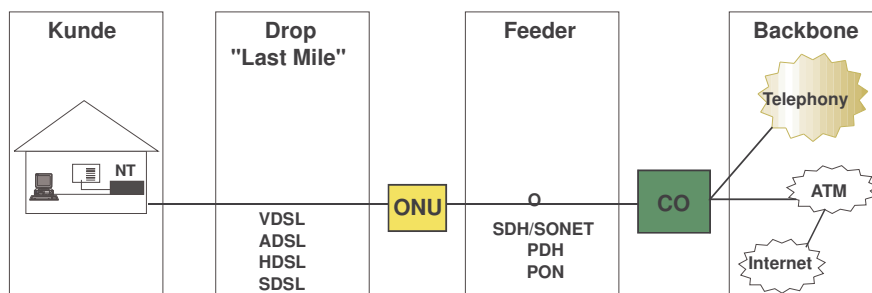 Kunde
NT
Drop
"Last Mile"
VDSL
ADSL
HDSL
SDSL
ONU
Feeder
O
SDH/SONET
PDH
PON
CO
Backbone
Telephony
ATM
Internet